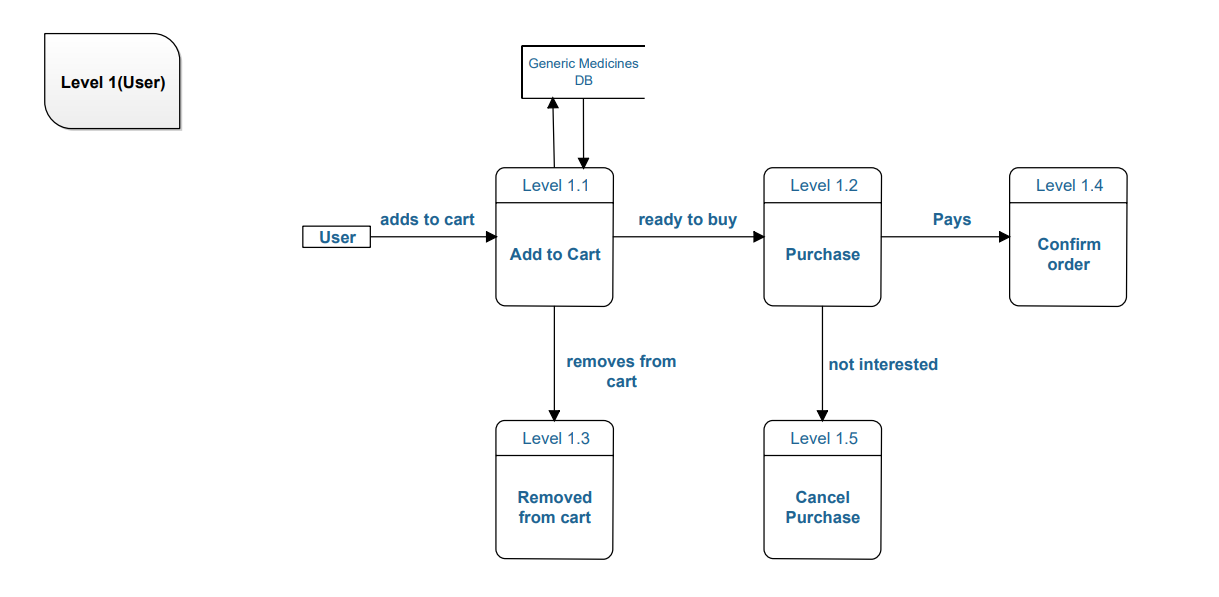 Level 1(User)
Generic Medicines
DB
Level 1.1
Level 1.2
Level 1.4
adds to cart
ready to buy
Pays
User
Add to Cart
Purchase
Confirm
order
removes from
cart
not interested
Level 1.3
Level 1.5
Removed
from cart
Cancel
Purchase